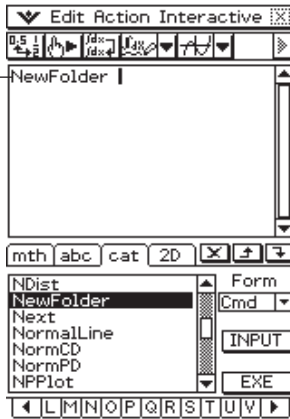 Edit Action Interactive
NewFolder
mth abc cat 2D
NDist
NewFolder
Next
NormalLine
NormCD
NormPD
NPPlot
Form
Cmd
INPUT
EXE
L M N O P Q R S T U V